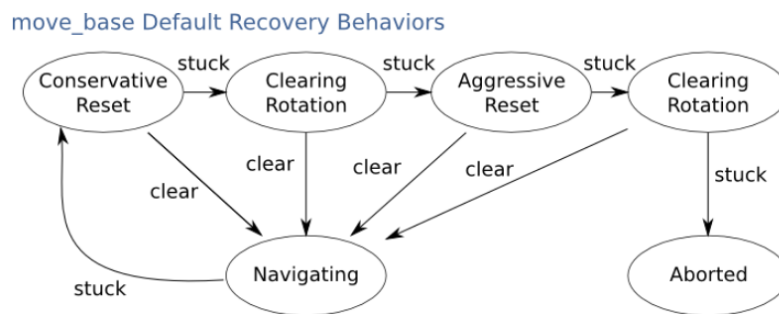 move_base Default Recovery Behaviors
stuck
stuck
stuck
Conservative
Reset
Clearing
Rotation
Aggressive
Reset
Clearing
Rotation
clear
clear
clear
clear
stuck
stuck
Navigating
Aborted